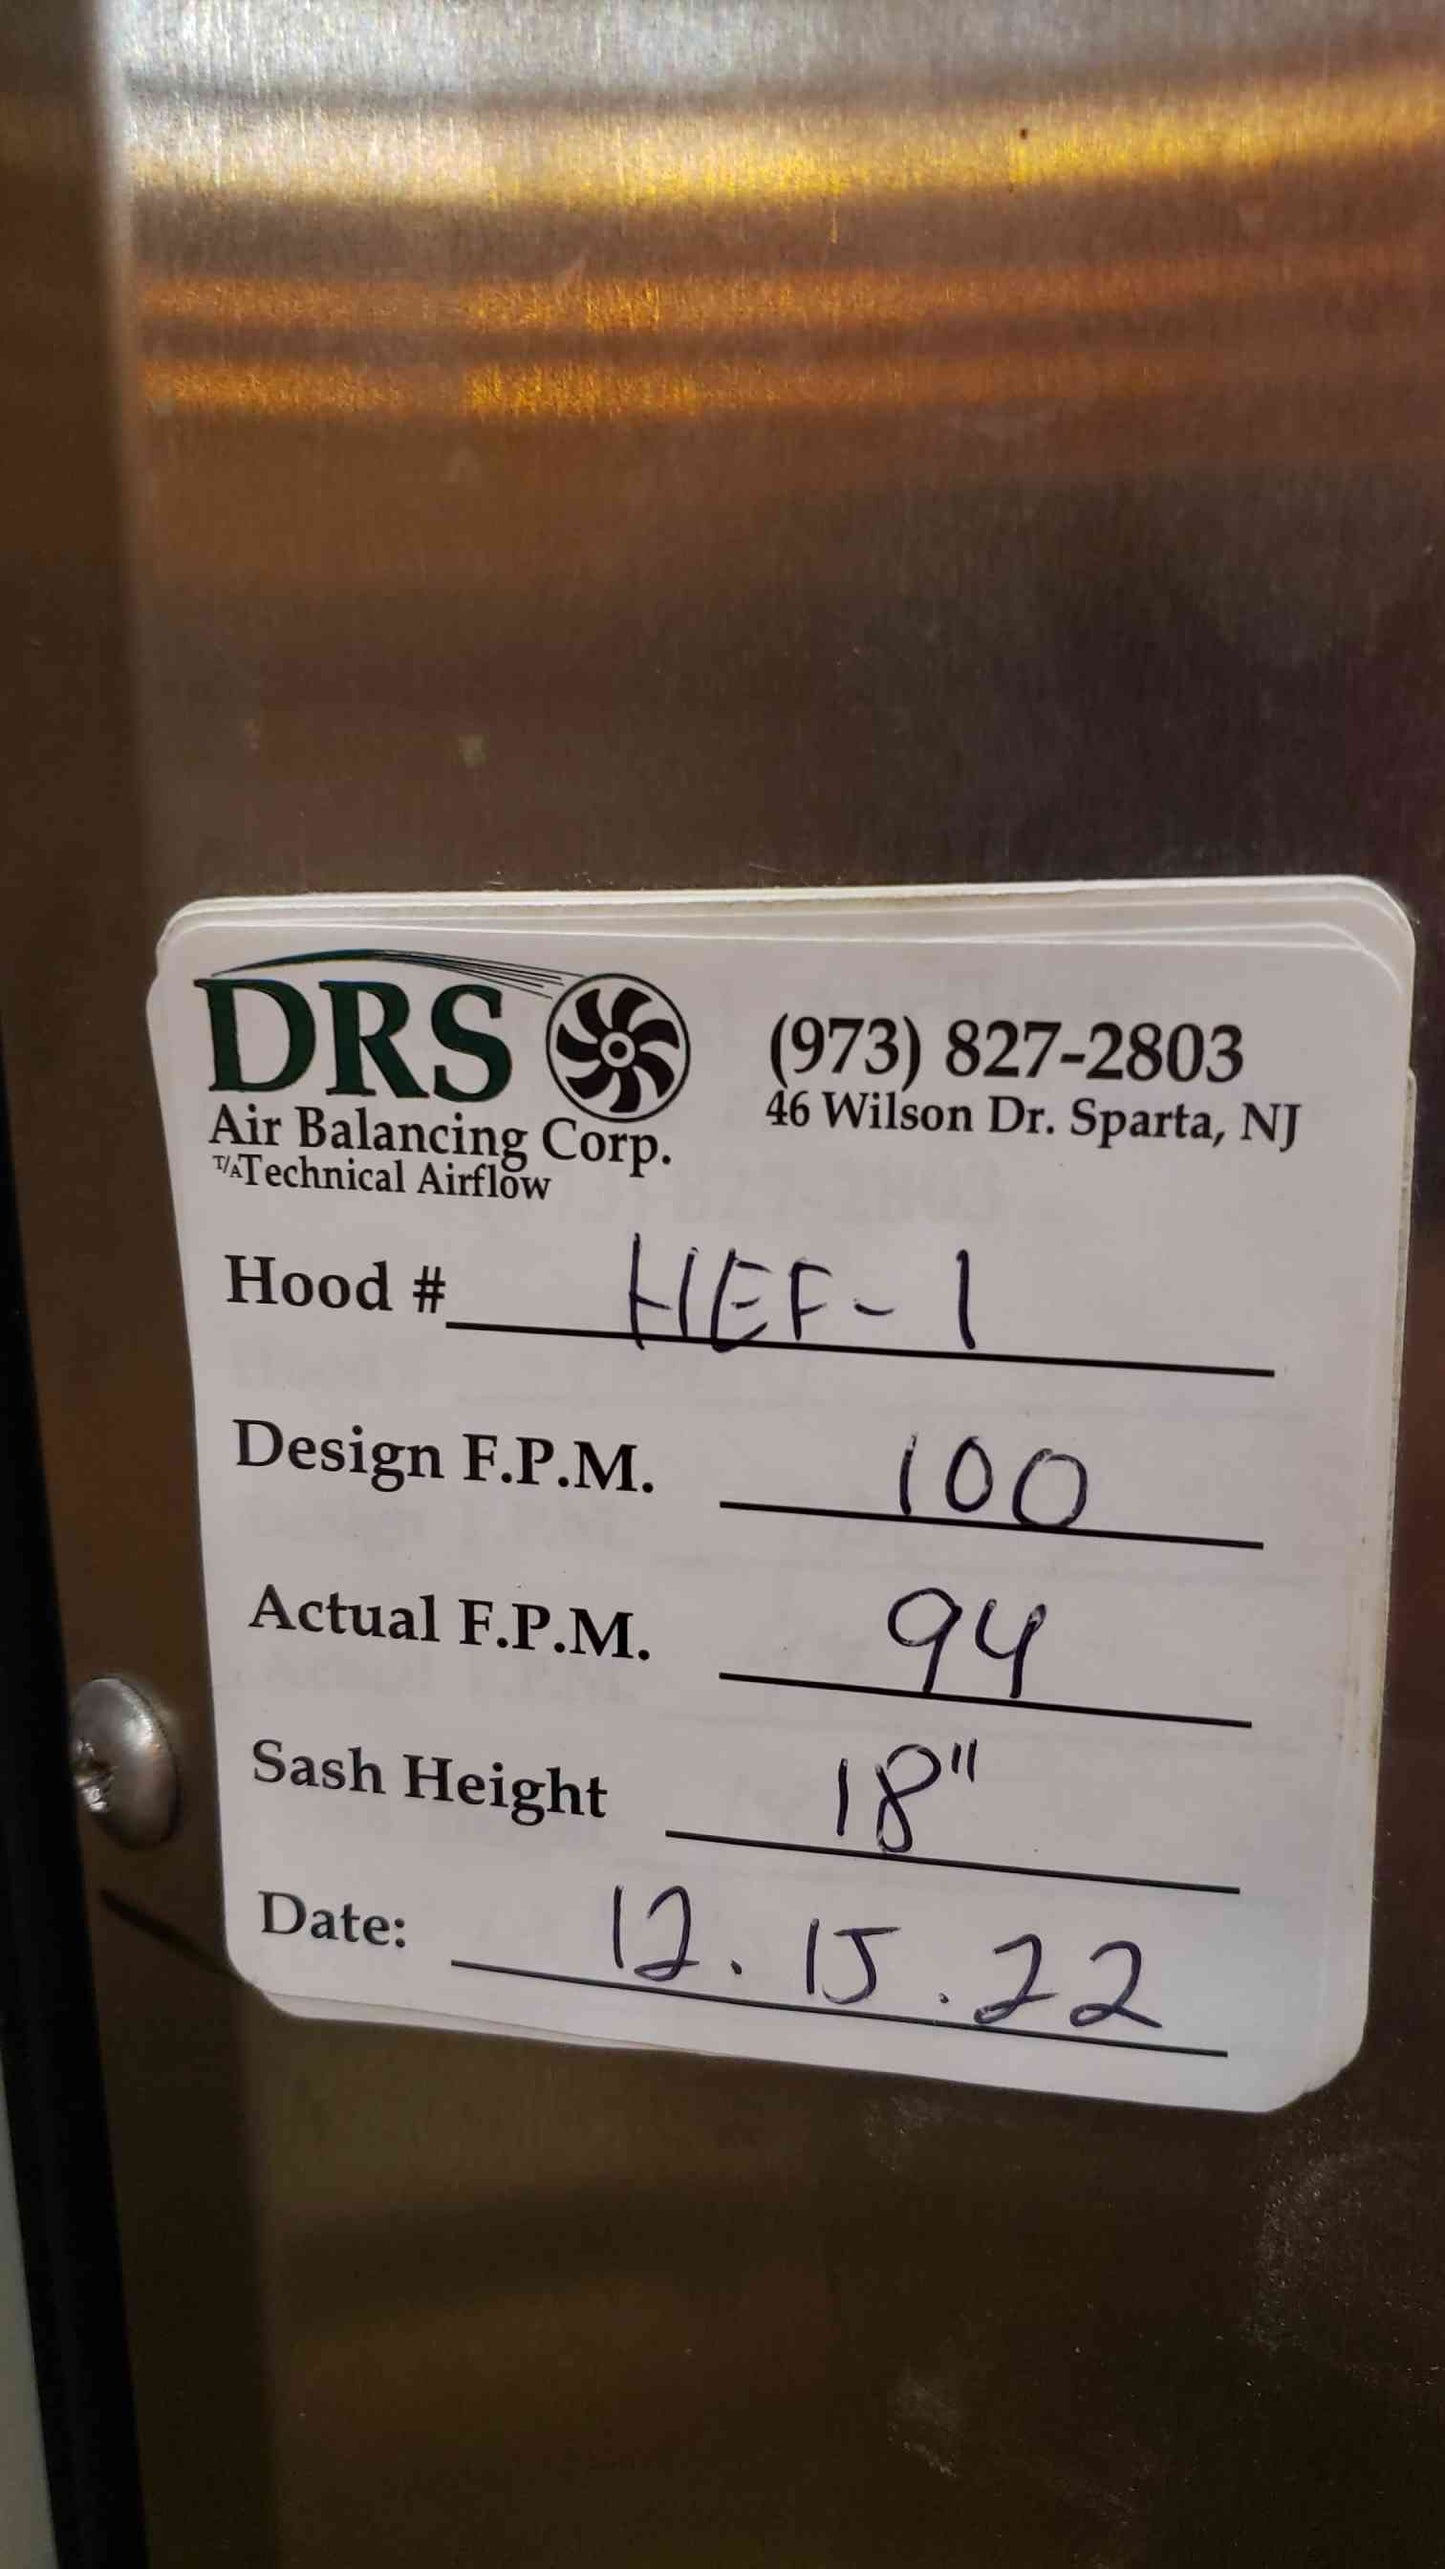 DRS
Air Balancing Corp.
T/A Technical Airflow
(973) 827-2803
46 Wilson Dr. Sparta, NJ
Hood # HEF-1
Design F.P.M. 100
Actual F.P.M. 94
Sash Height 18"
Date: 12.15.22